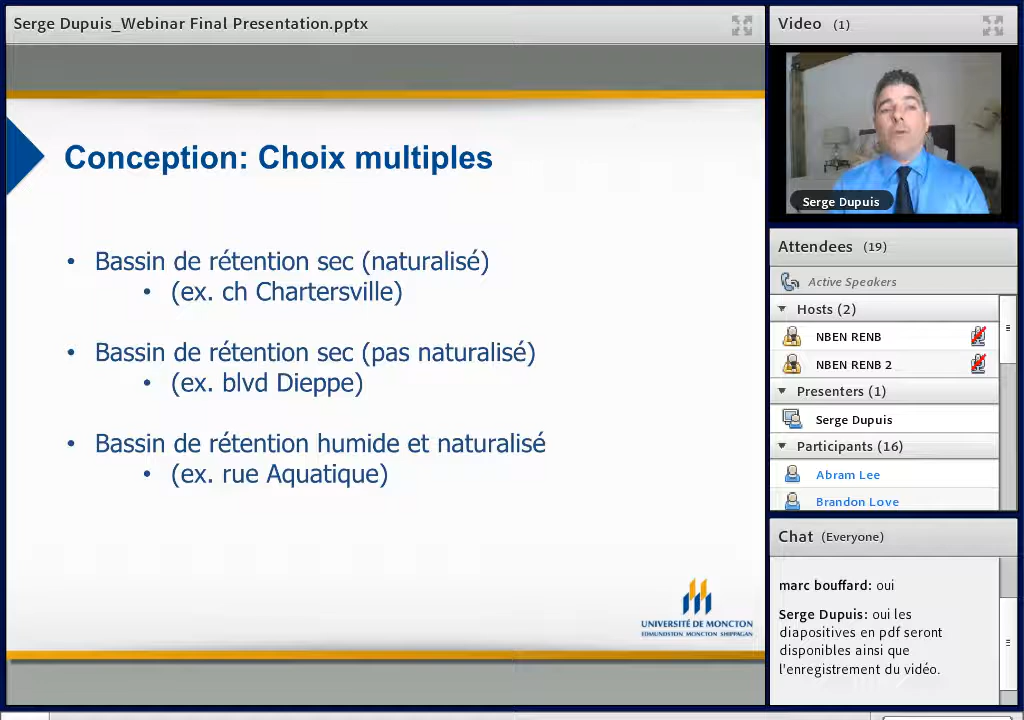 Serge Dupuis_Webinar Final Presentation.pptx
Conception: Choix multiples
• Bassin de rétention sec (naturalisé)
• (ex. ch Chartersville)
• Bassin de rétention sec (pas naturalisé)
• (ex. blvd Dieppe)
• Bassin de rétention humide et naturalisé
• (ex. rue Aquatique)
UNIVERSITÉ DE MONCTON
EDMUNDSTON MONCTON SHIPPAGAN
Video (1)
Serge Dupuis
Attendees (19)
Active Speakers
Hosts (2)
NBEN RENB
NBEN RENB 2
Presenters (1)
Serge Dupuis
Participants (16)
Abram Lee
Brandon Love
Chat (Everyone)
marc bouffard: oui
Serge Dupuis: oui les
diapositives en pdf seront
disponibles ainsi que
l'enregistrement du vidéo.